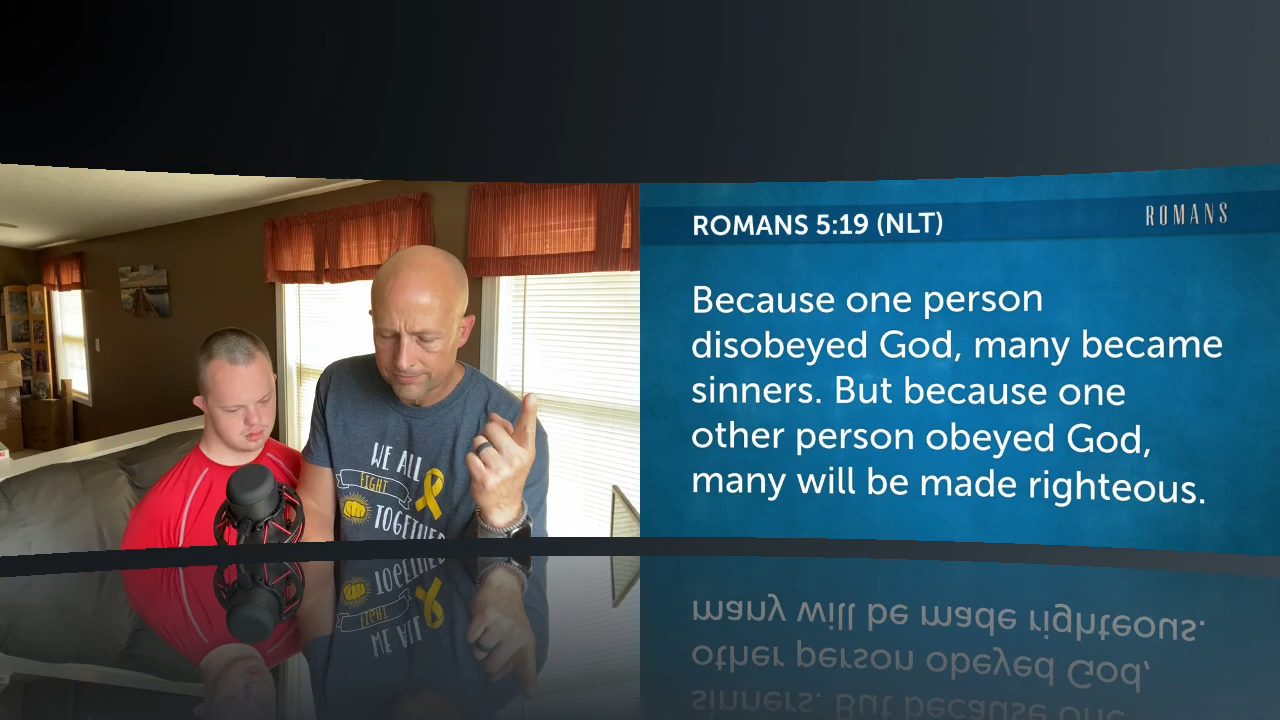 WE ALL
FIGHT
TOGETHER
ROMANS 5:19 (NLT)
ROMANS
Because one person
disobeyed God, many became
sinners. But because one
other person obeyed God,
many will be made righteous.